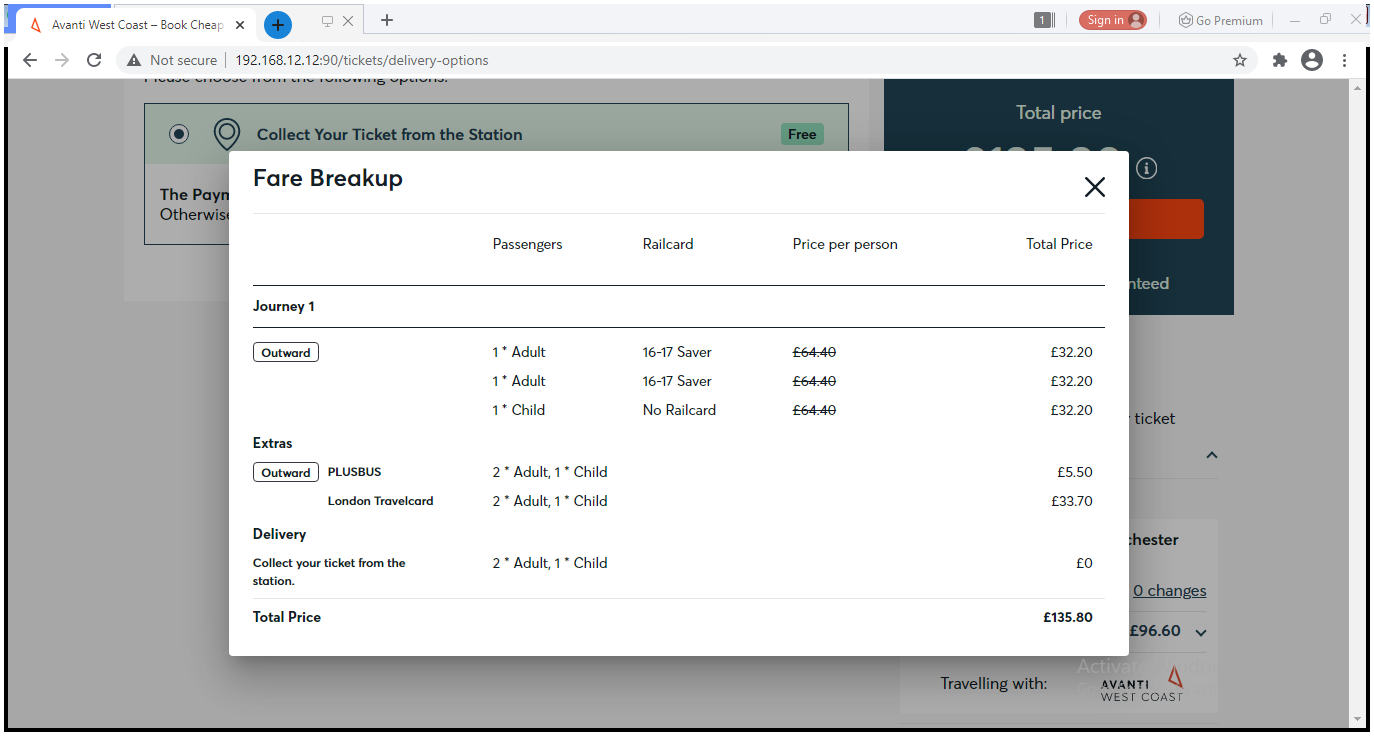 Avanti West Coast – Book Cheap
1
Sign in
Go Premium
Not secure
192.168.12.12:90/tickets/delivery-options
Please choose from the following options:
Collect Your Ticket from the Station
Free
Total price
The Paym
Otherwise
nteed
Fare Breakup
Passengers Railcard Price per person Total Price
Journey 1
Outward 1 * Adult 16-17 Saver £64.40 £32.20
1 * Adult 16-17 Saver £64.40 £32.20
1 * Child No Railcard £64.40 £32.20
Extras
Outward PLUSBUS 2 * Adult, 1 * Child £5.50
London Travelcard 2 * Adult, 1 * Child £33.70
Delivery
Collect your ticket from the 2 * Adult, 1 * Child £0
station.
Total Price £135.80
ticket
chester
0 changes
£96.60
Travelling with:
AVANTI
WEST COAST